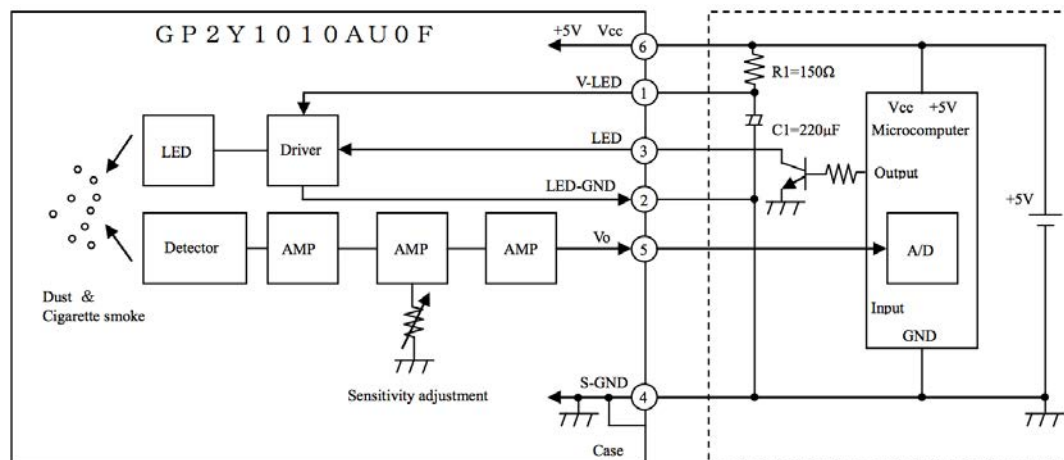 GP2Y1010AU0F
+5V Vcc
6
R1=150Ω
V-LED
1
Vcc +5V
C1=220µF
Microcomputer
LED
Driver
LED
3
Output
LED-GND
2
+5V
Detector
AMP
AMP
AMP
Vo
5
A/D
Dust &
Cigarette smoke
Input
GND
Sensitivity adjustment
S-GND
4
Case